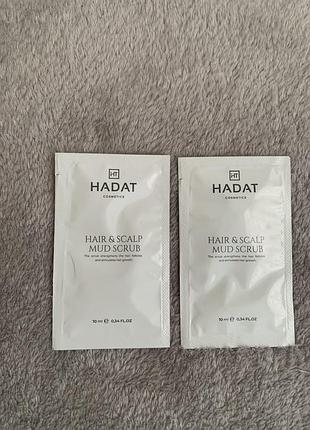 HT
HADAT
COSMETICS
HAIR & SCALP
MUD SCRUB
The scrub strengthens the hair follicles
and stimulates hair growth.
10 ml ℮ 0,34 FL.OZ
HT
HADAT
COSMETICS
HAIR & SCALP
MUD SCRUB
The scrub strengthens the hair follicles
and stimulates hair growth.
10 ml ℮ 0,34 FL.OZ